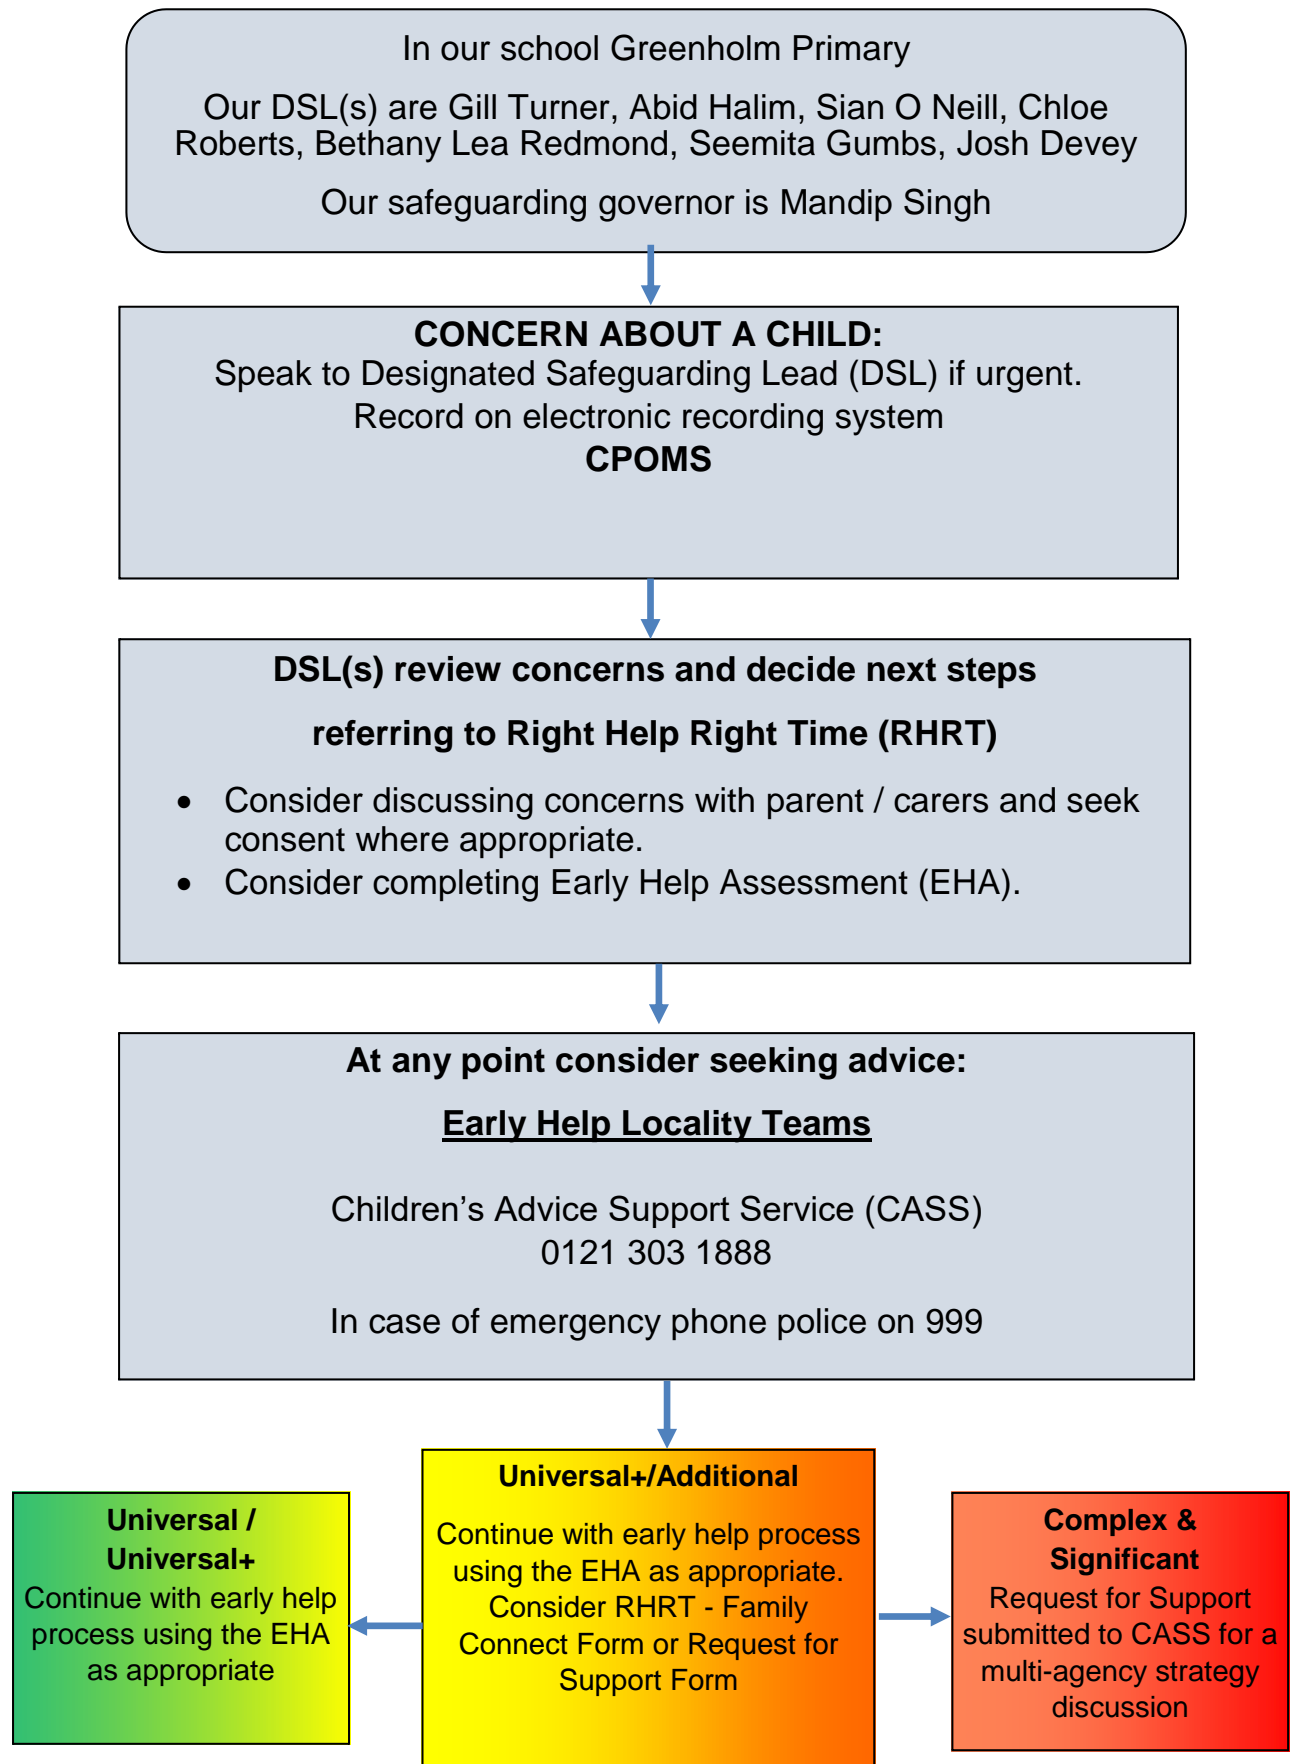 In our school Greenholm Primary
Our DSL(s) are Gill Turner, Abid Halim, Sian O Neill, Chloe
Roberts, Bethany Lea Redmond, Seemita Gumbs, Josh Devey
Our safeguarding governor is Mandip Singh
CONCERN ABOUT A CHILD:
Speak to Designated Safeguarding Lead (DSL) if urgent.
Record on electronic recording system
CPOMS
DSL(s) review concerns and decide next steps
referring to Right Help Right Time (RHRT)
• Consider discussing concerns with parent / carers and seek
consent where appropriate.
• Consider completing Early Help Assessment (EHA).
At any point consider seeking advice:
Early Help Locality Teams
Children’s Advice Support Service (CASS)
0121 303 1888
In case of emergency phone police on 999
Universal /
Universal+
Continue with early help
process using the EHA
as appropriate
Universal+/Additional
Continue with early help process
using the EHA as appropriate.
Consider RHRT - Family
Connect Form or Request for
Support Form
Complex &
Significant
Request for Support
submitted to CASS for a
multi-agency strategy
discussion